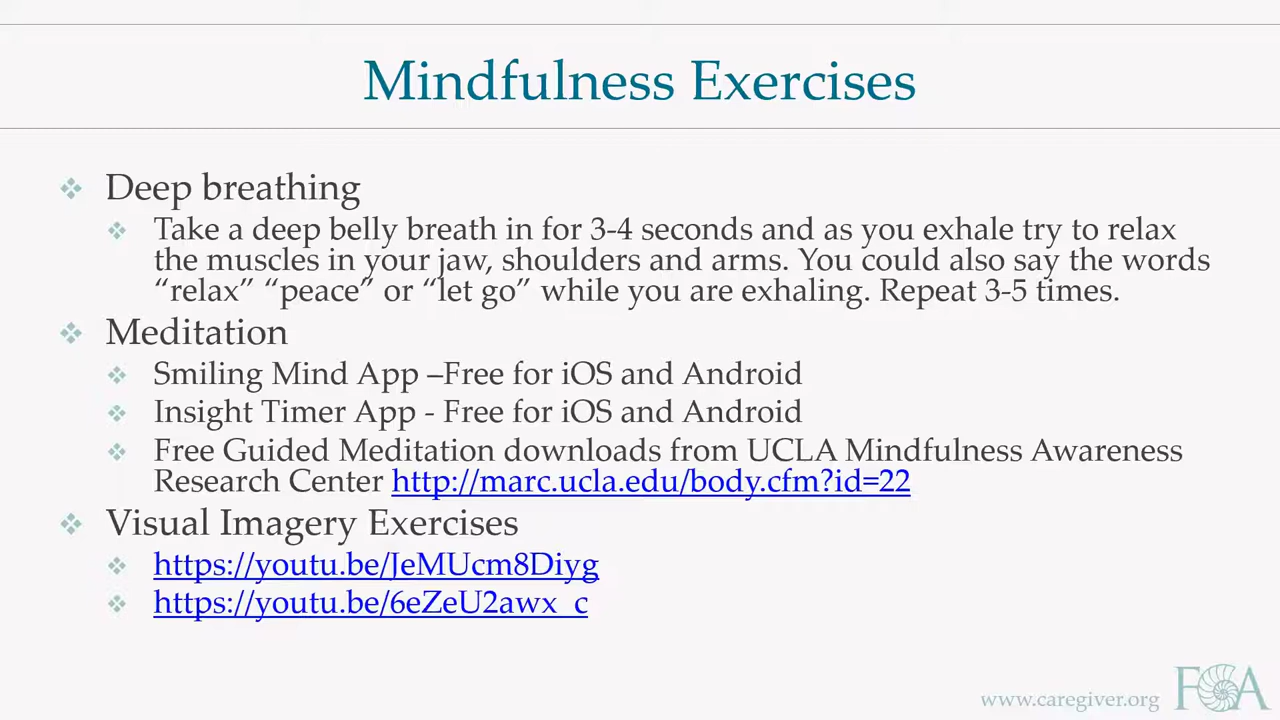 Mindfulness Exercises
Deep breathing
Take a deep belly breath in for 3-4 seconds and as you exhale try to relax
the muscles in your jaw, shoulders and arms. You could also say the words
“relax” “peace” or “let go” while you are exhaling. Repeat 3-5 times.
Meditation
Smiling Mind App –Free for iOS and Android
Insight Timer App - Free for iOS and Android
Free Guided Meditation downloads from UCLA Mindfulness Awareness
Research Center http://marc.ucla.edu/body.cfm?id=22
Visual Imagery Exercises
https://youtu.be/JeMUcm8Diyg
https://youtu.be/6eZeU2awx_c
www.caregiver.org FCA